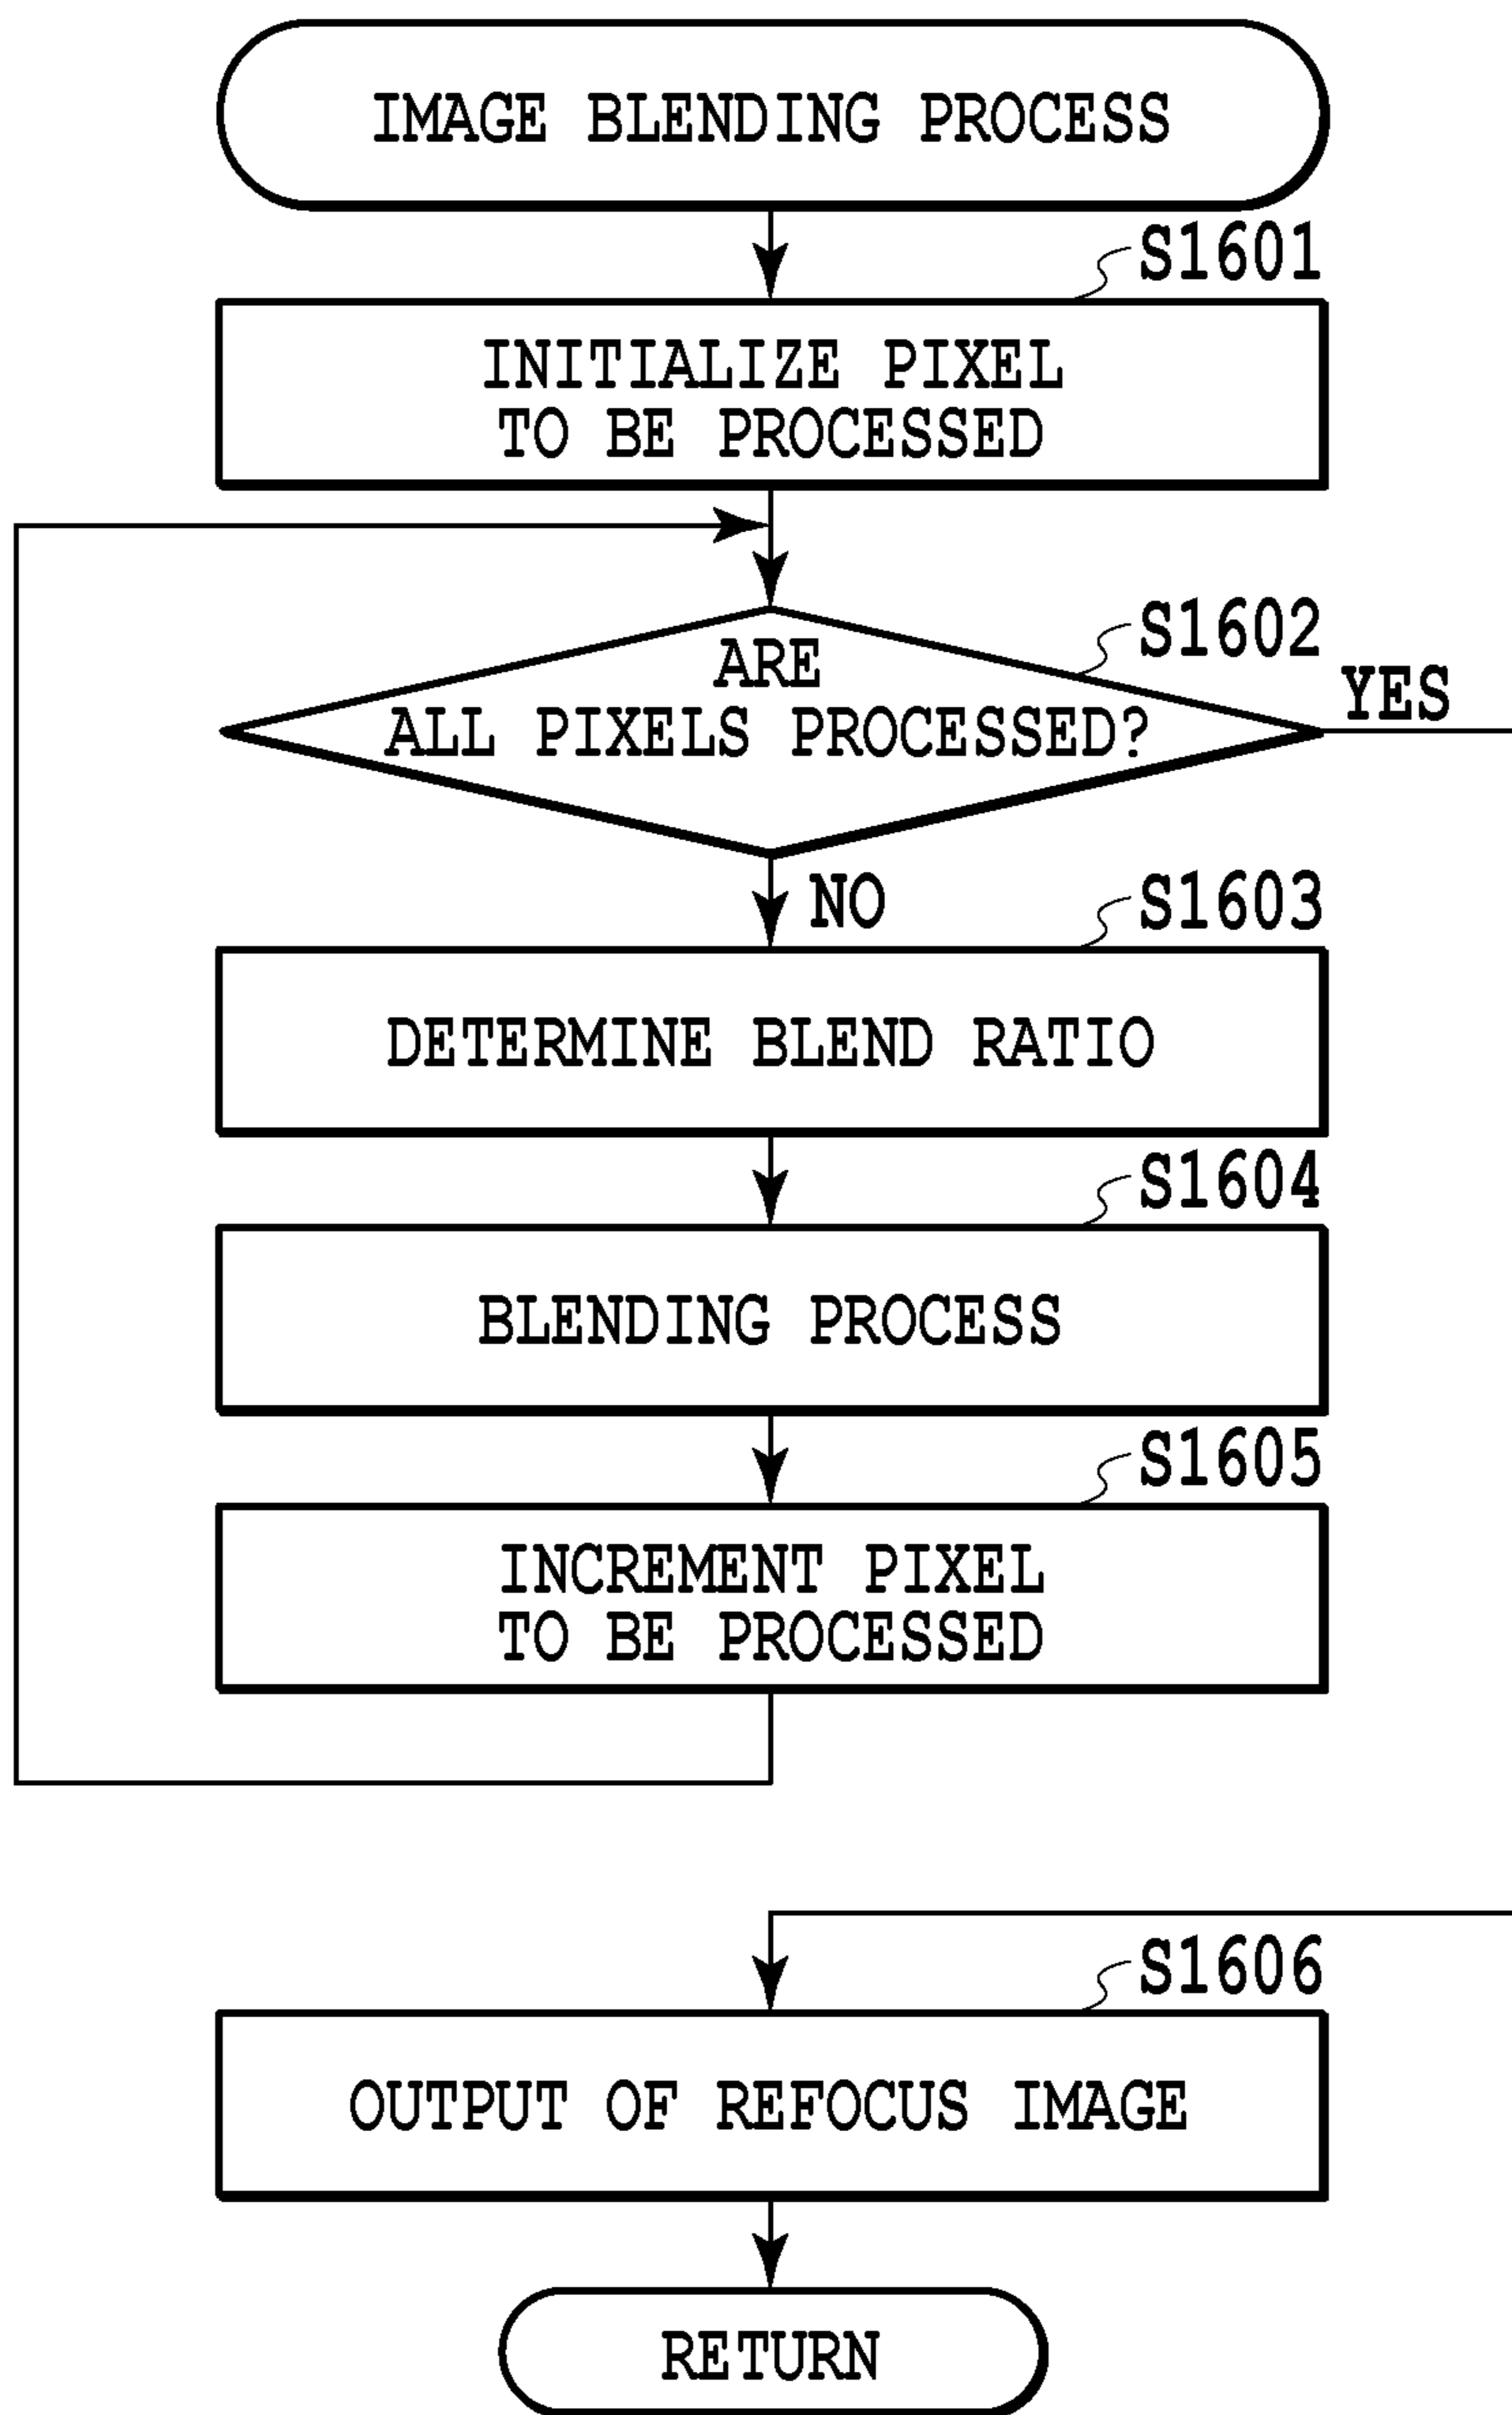 IMAGE BLENDING PROCESS
S1601
INITIALIZE PIXEL
TO BE PROCESSED
S1602
ARE
ALL PIXELS PROCESSED?
YES
NO
S1603
DETERMINE BLEND RATIO
S1604
BLENDING PROCESS
S1605
INCREMENT PIXEL
TO BE PROCESSED
S1606
OUTPUT OF REFOCUS IMAGE
RETURN